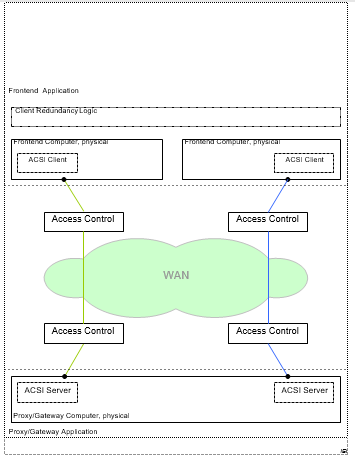 Frontend Application
Client Redundancy Logic
Frontend Computer, physical
Frontend Computer, physical
ACSI Client
ACSI Client
Access Control
Access Control
WAN
Access Control
Access Control
ACSI Server
ACSI Server
Proxy/Gateway Computer, physical
Proxy/Gateway Application